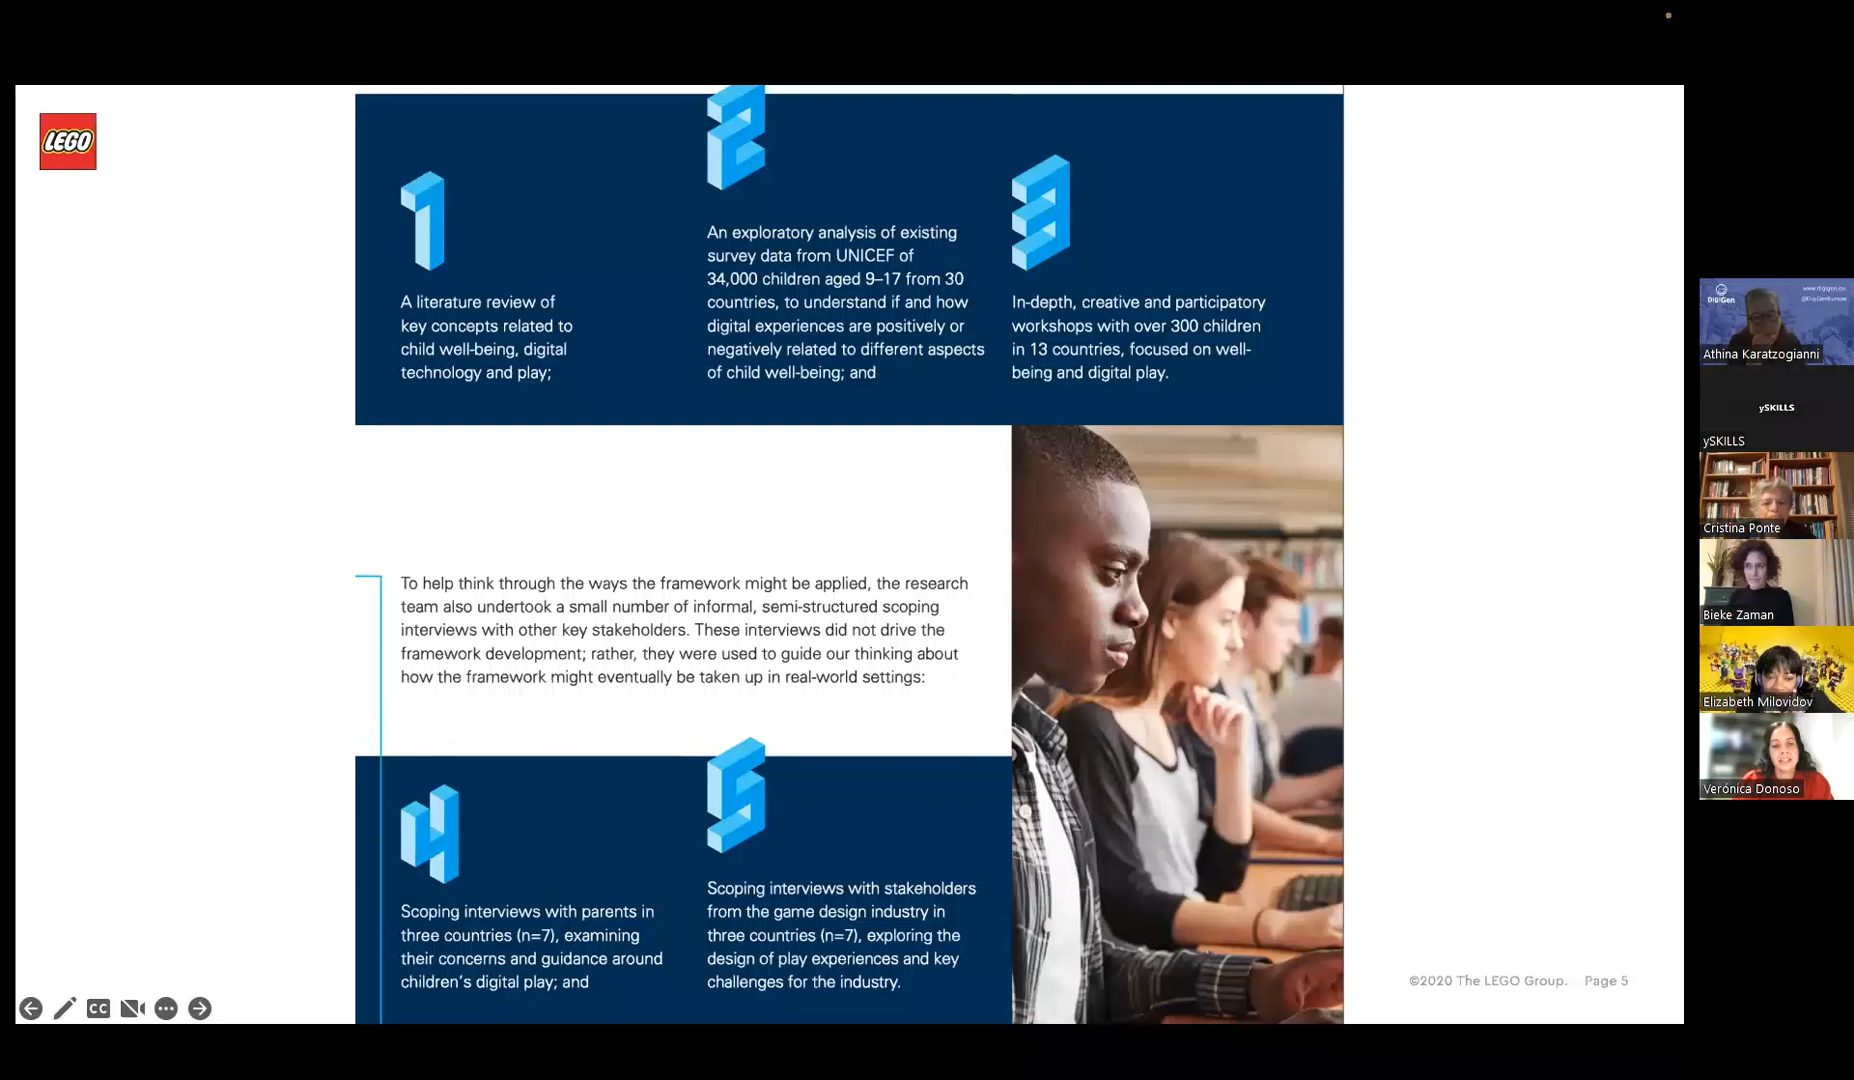 LEGO
1
A literature review of
key concepts related to
child well-being, digital
technology and play;
2
An exploratory analysis of existing
survey data from UNICEF of
34,000 children aged 9–17 from 30
countries, to understand if and how
digital experiences are positively or
negatively related to different aspects
of child well-being; and
3
In-depth, creative and participatory
workshops with over 300 children
in 13 countries, focused on well-
being and digital play.
To help think through the ways the framework might be applied, the research
team also undertook a small number of informal, semi-structured scoping
interviews with other key stakeholders. These interviews did not drive the
framework development; rather, they were used to guide our thinking about
how the framework might eventually be taken up in real-world settings:
4
Scoping interviews with parents in
three countries (n=7), examining
their concerns and guidance around
children’s digital play; and
5
Scoping interviews with stakeholders
from the game design industry in
three countries (n=7), exploring the
design of play experiences and key
challenges for the industry.
©2020 The LEGO Group. Page 5
CC
DigiGen
www.digigen.eu
@DigiGenEurope
Athina Karatzogianni
ySKILLS
ySKILLS
Cristina Ponte
Bieke Zaman
Elizabeth Milovidov
Verónica Donoso